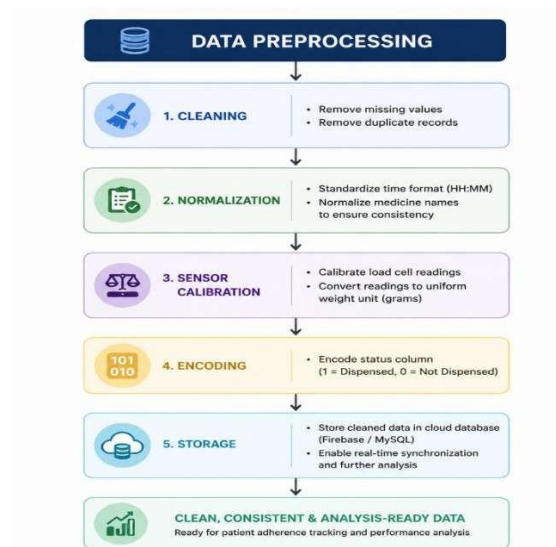 DATA PREPROCESSING
1. CLEANING
• Remove missing values
• Remove duplicate records
2. NORMALIZATION
• Standardize time format (HH:MM)
• Normalize medicine names
to ensure consistency
3. SENSOR
CALIBRATION
• Calibrate load cell readings
• Convert readings to uniform
weight unit (grams)
101
010
4. ENCODING
• Encode status column
(1 = Dispensed, 0 = Not Dispensed)
5. STORAGE
• Store cleaned data in cloud database
(Firebase / MySQL)
• Enable real-time synchronization
and further analysis
CLEAN, CONSISTENT & ANALYSIS-READY DATA
Ready for patient adherence tracking and performance analysis